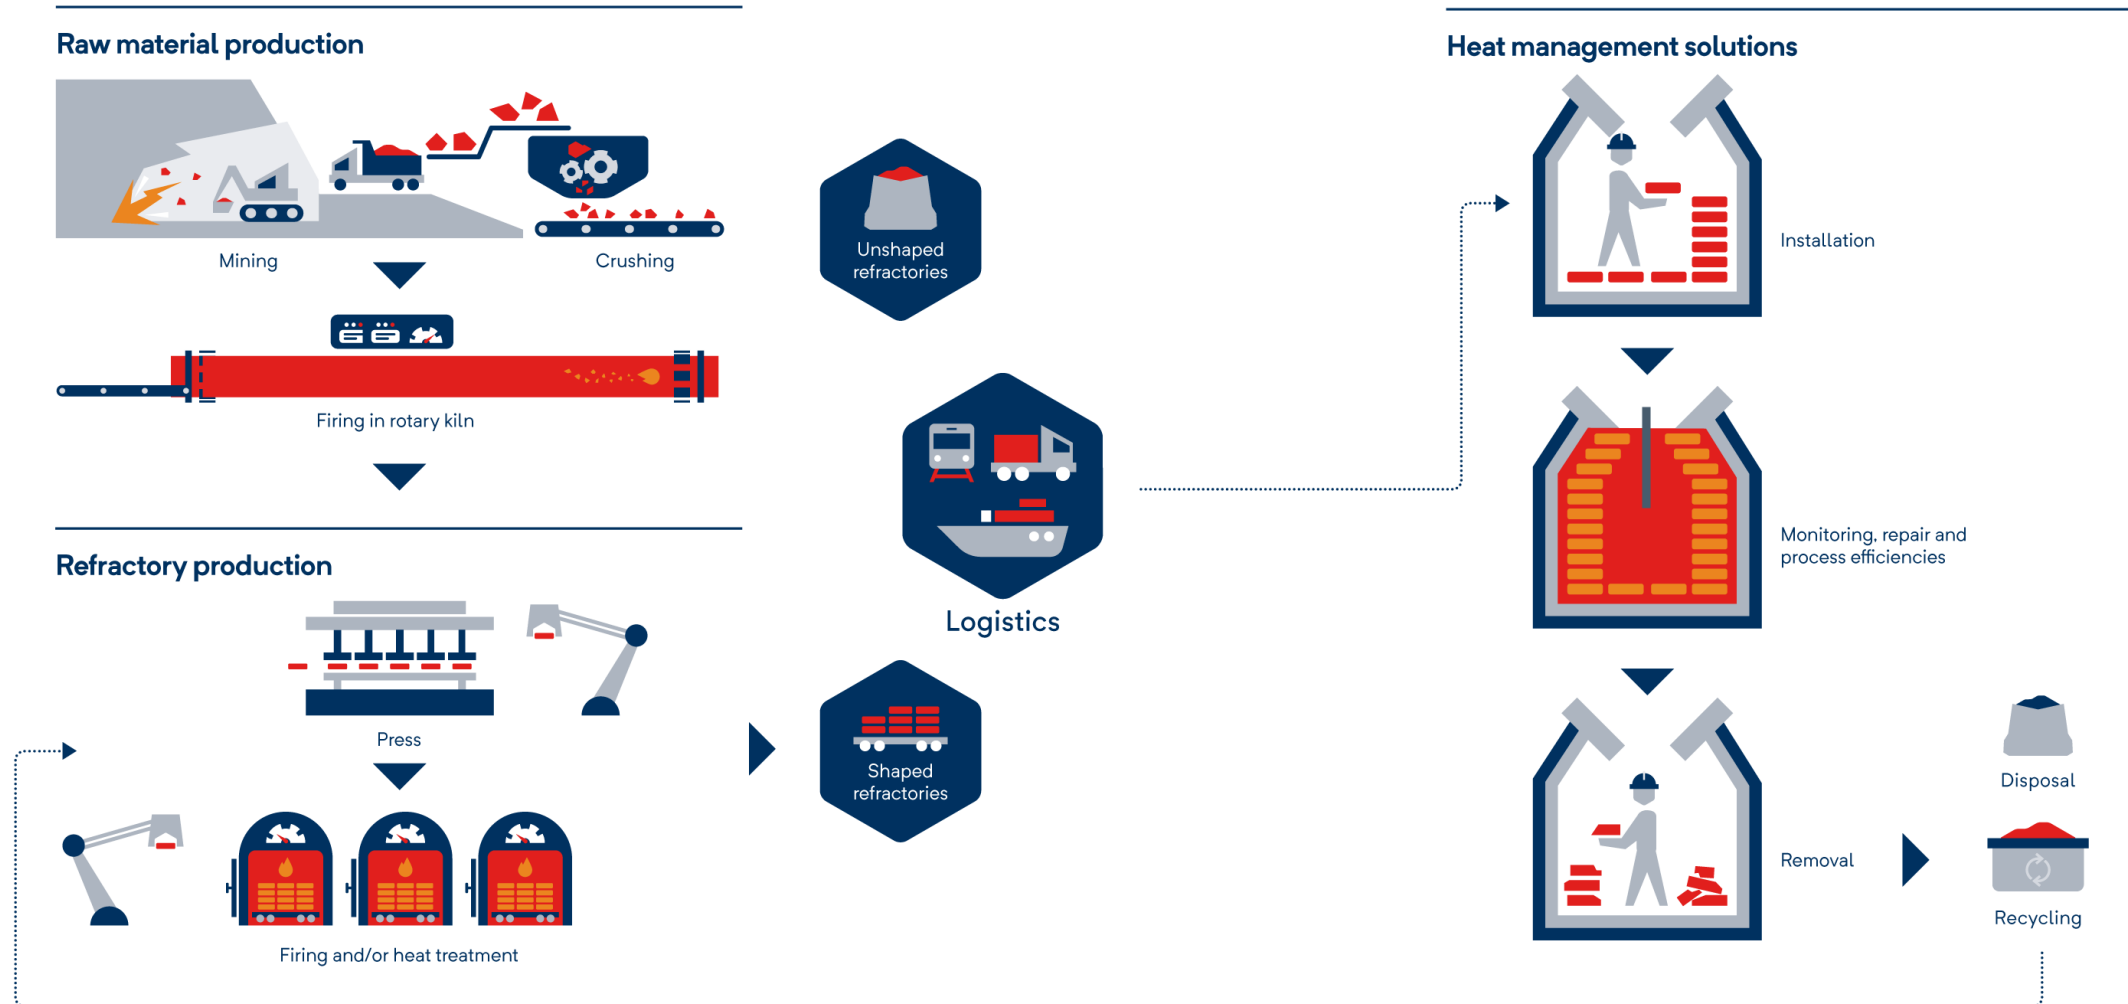 Raw material production
Mining
Crushing
Firing in rotary kiln
Refractory production
Press
Firing and/or heat treatment
Unshaped
refractories
Logistics
Shaped
refractories
Heat management solutions
Installation
Monitoring, repair and
process efficiencies
Removal
Disposal
Recycling